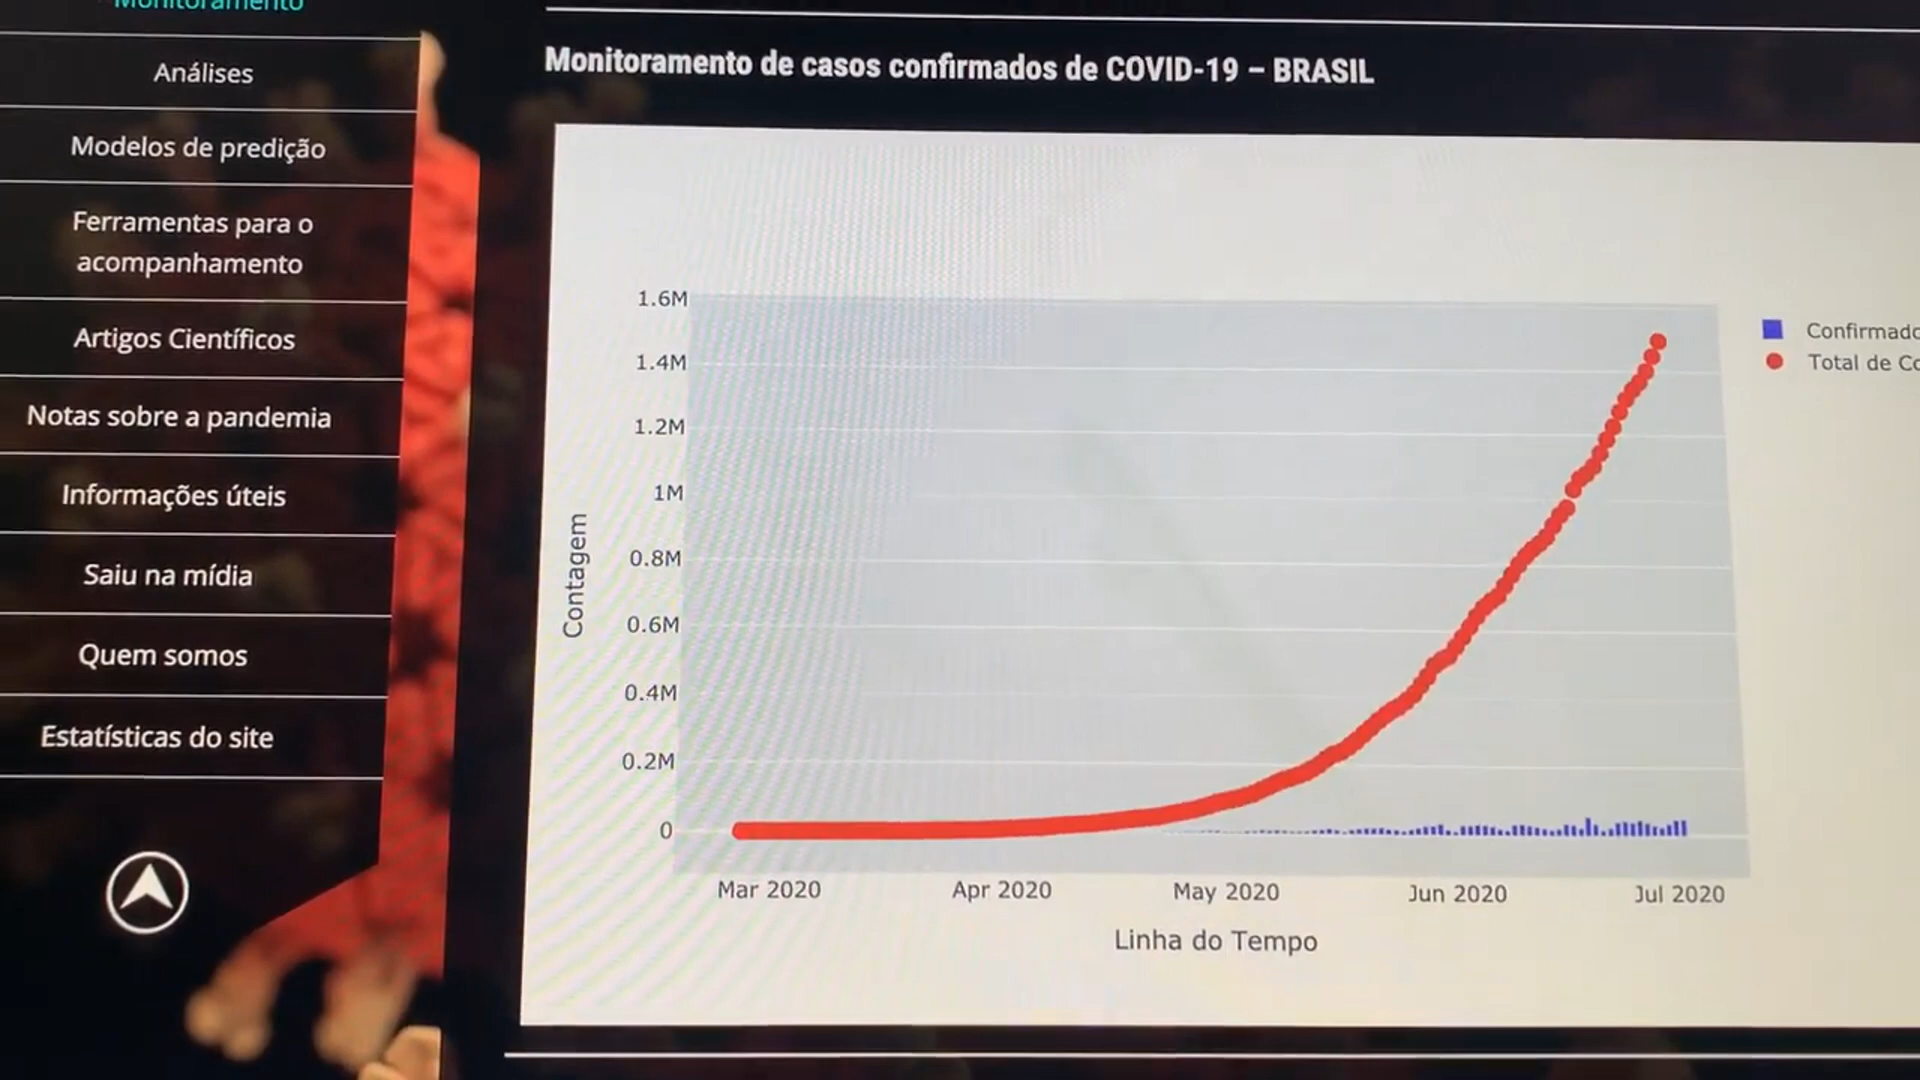 Monitoramento
Análises
Modelos de predição
Ferramentas para o
acompanhamento
Artigos Científicos
Notas sobre a pandemia
Informações úteis
Saiu na mídia
Quem somos
Estatísticas do site
Monitoramento de casos confirmados de COVID-19 – BRASIL
1.6M
1.4M
1.2M
1M
0.8M
0.6M
0.4M
0.2M
0
Contagem
Mar 2020
Apr 2020
May 2020
Jun 2020
Jul 2020
Linha do Tempo
Total de